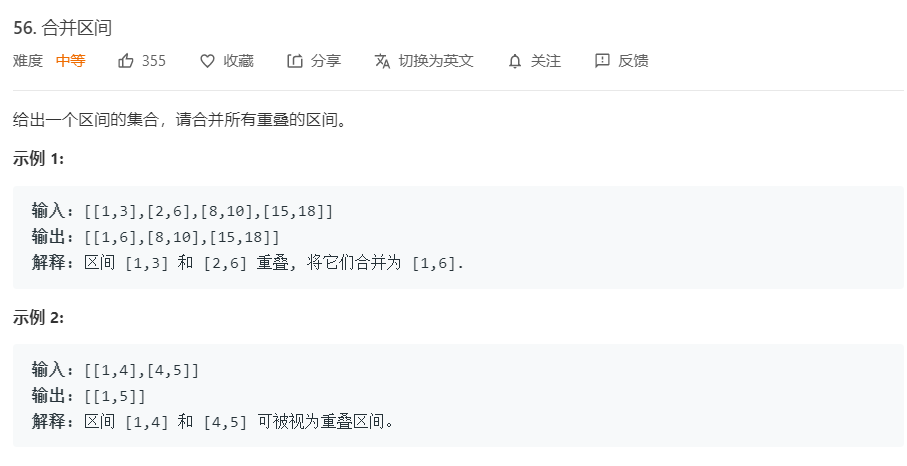 56. 合并区间
难度 中等 355 收藏 分享 切换为英文 关注 反馈
给出一个区间的集合，请合并所有重叠的区间。
示例 1:
输入: [[1,3],[2,6],[8,10],[15,18]]
输出: [[1,6],[8,10],[15,18]]
解释: 区间 [1,3] 和 [2,6] 重叠, 将它们合并为 [1,6].
示例 2:
输入: [[1,4],[4,5]]
输出: [[1,5]]
解释: 区间 [1,4] 和 [4,5] 可被视为重叠区间。